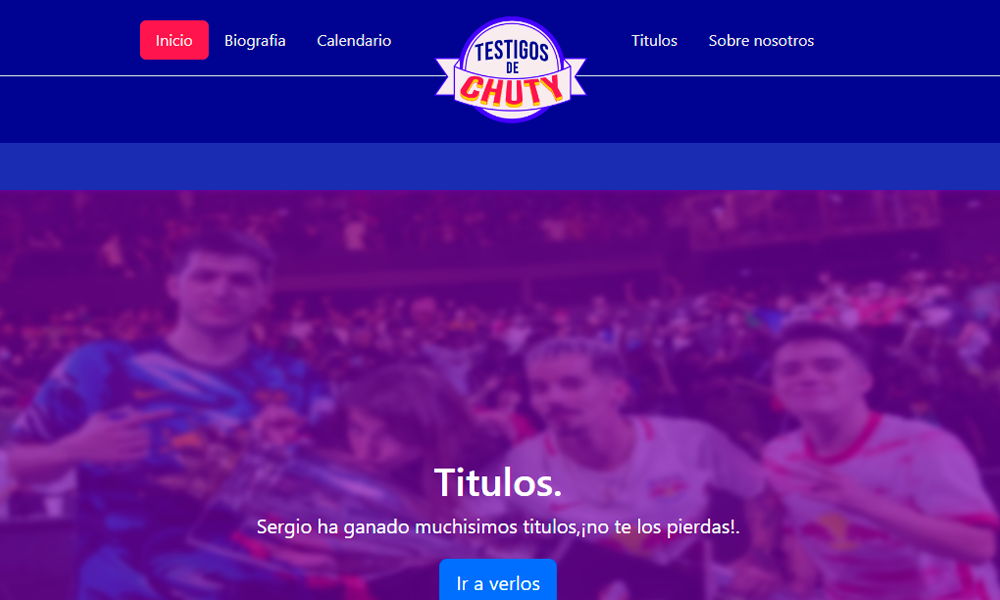 Inicio
Biografia
Calendario
TESTIGOS
DE
CHUTY
Titulos
Sobre nosotros
Titulos.
Sergio ha ganado muchisimos titulos,¡no te los pierdas!.
Ir a verlos